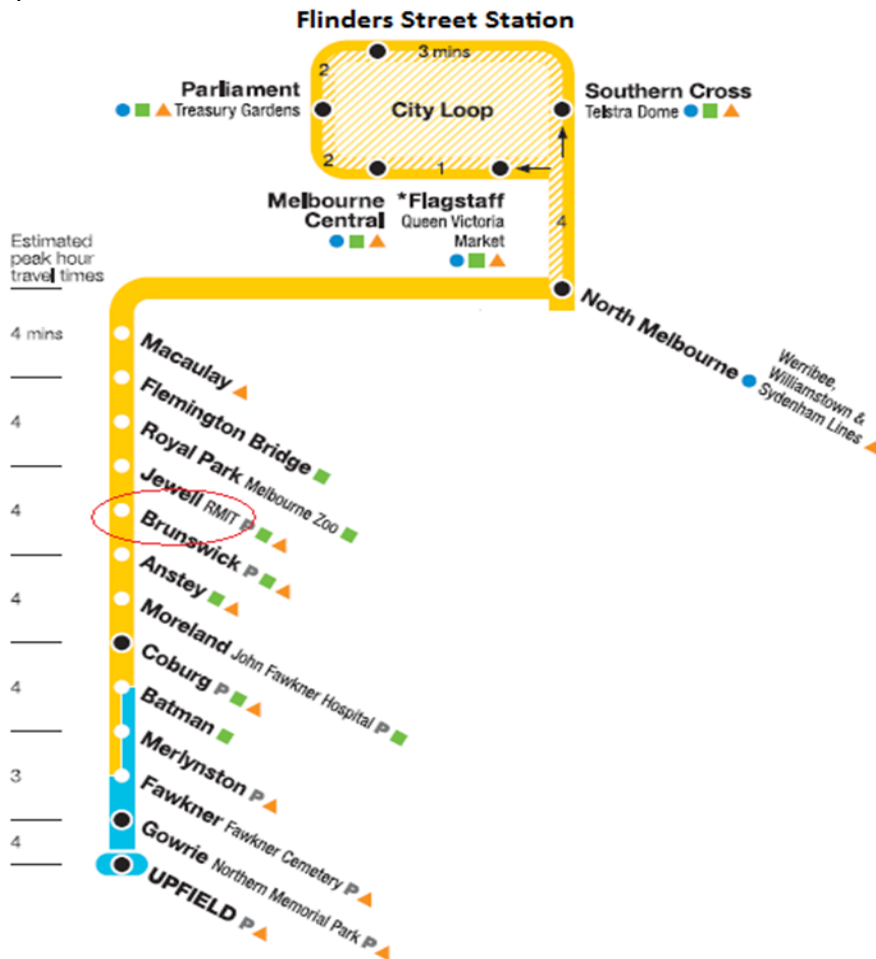 Flinders Street Station
3 mins
2
Parliament
Treasury Gardens
City Loop
Southern Cross
Telstra Dome
2
1
Melbourne
Central
*Flagstaff
Queen Victoria
Market
4
Estimated
peak hour
travel times
North Melbourne
Werribee,
Williamstown &
Sydenham Lines
4 mins
Macaulay
Flemington Bridge
4
Royal Park Melbourne Zoo
Jewell RMIT P
4
Brunswick P
Anstey
4
Moreland John Fawkner Hospital P
Coburg P
4
Batman
Merlynston P
3
Fawkner Fawkner Cemetery P
4
Gowrie Northern Memorial Park P
UPFIELD P